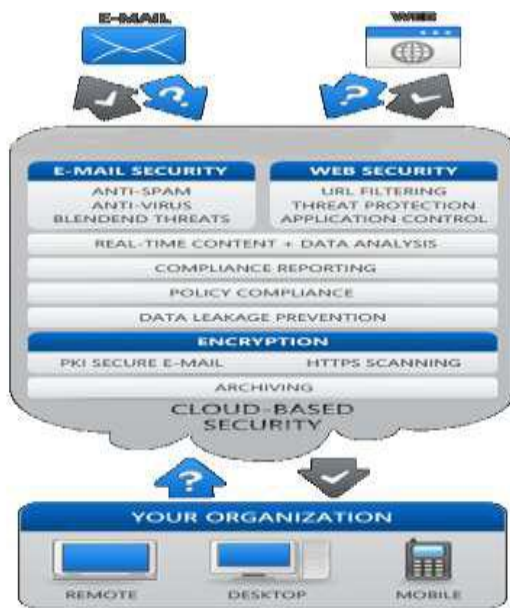 E-MAIL
WEB
E-MAIL SECURITY
ANTI-SPAM
ANTI-VIRUS
BLENDEND THREATS
WEB SECURITY
URL FILTERING
THREAT PROTECTION
APPLICATION CONTROL
REAL-TIME CONTENT + DATA ANALYSIS
COMPLIANCE REPORTING
POLICY COMPLIANCE
DATA LEAKAGE PREVENTION
ENCRYPTION
PKI SECURE E-MAIL
HTTPS SCANNING
ARCHIVING
CLOUD-BASED
SECURITY
YOUR ORGANIZATION
REMOTE
DESKTOP
MOBILE